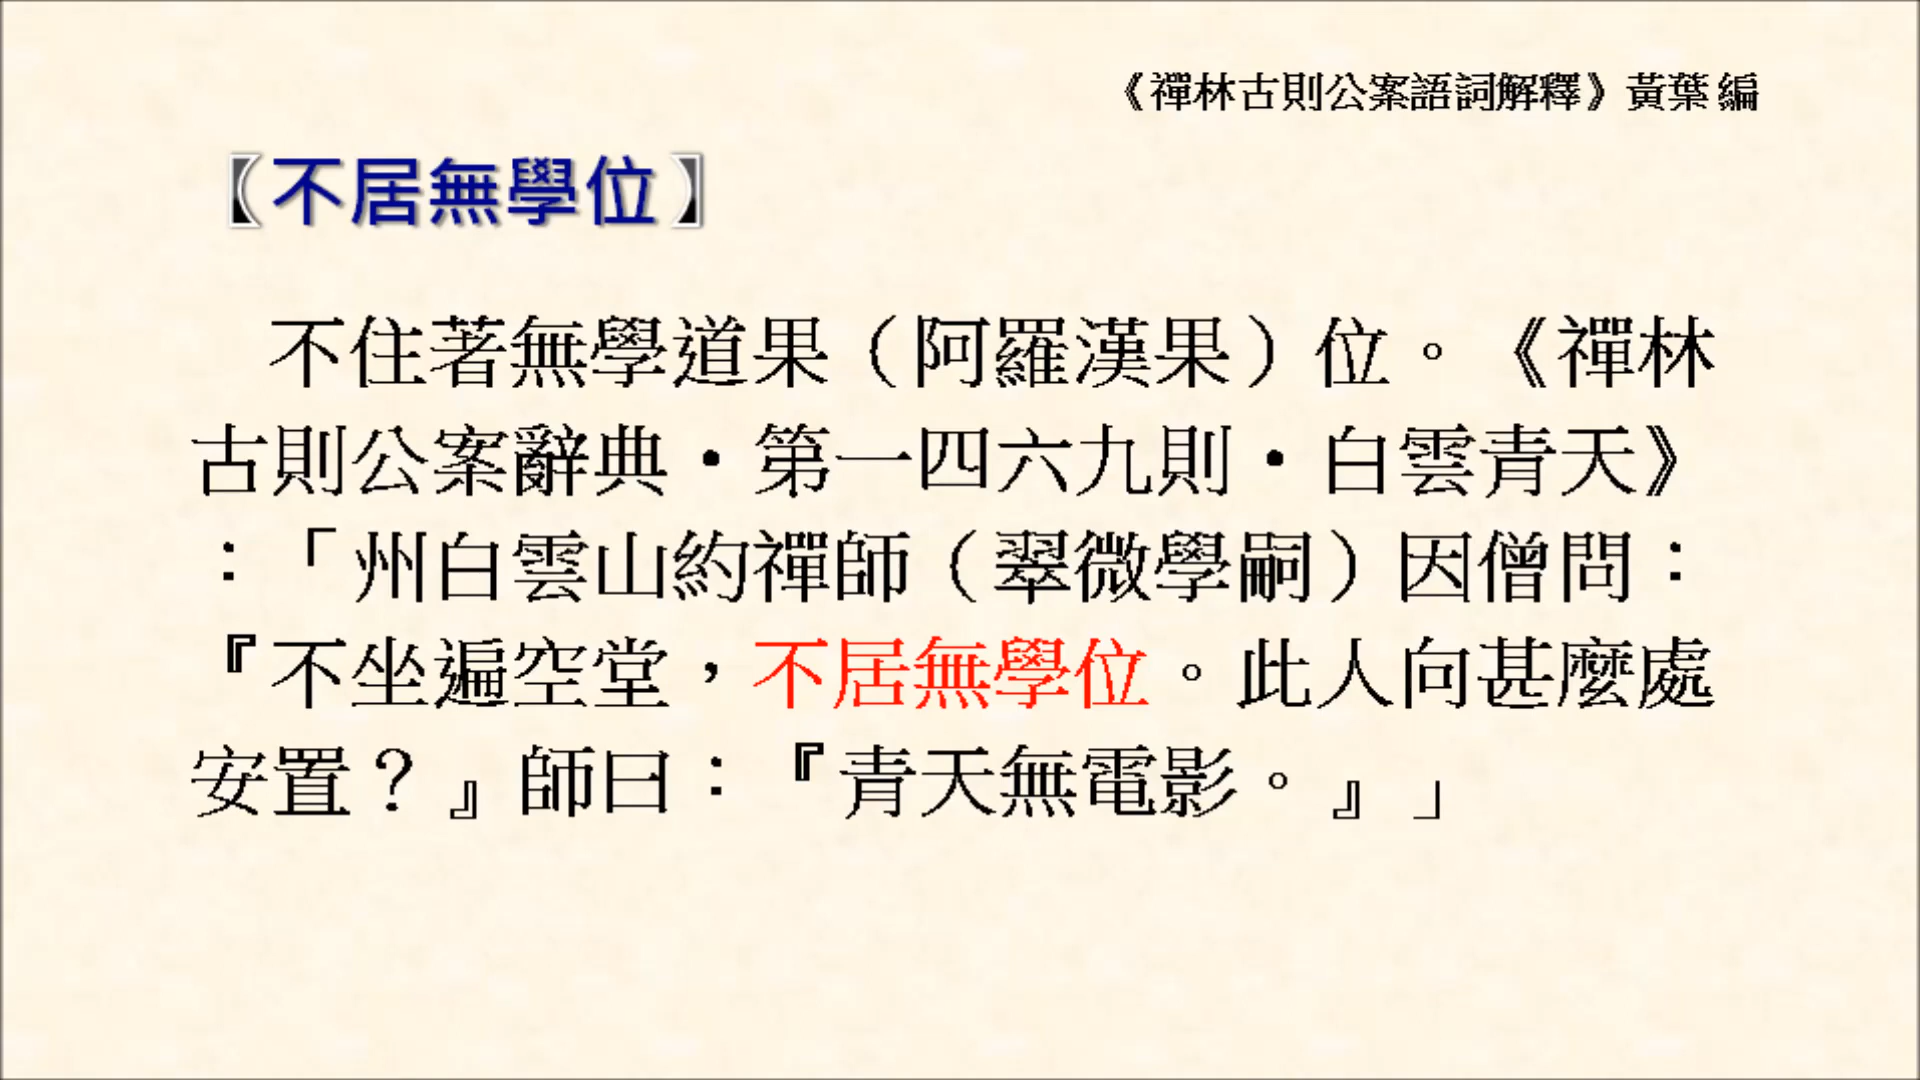 《禪林古則公案語詞解釋》黃葉編
【不居無學位】
不住著無學道果（阿羅漢果）位。《禪林
古則公案辭典・第一四六九則・白雲青天》
：「州白雲山約禪師（翠微學嗣）因僧問：
『不坐遍空堂，不居無學位。此人向甚麼處
安置？』師曰：『青天無電影。』」